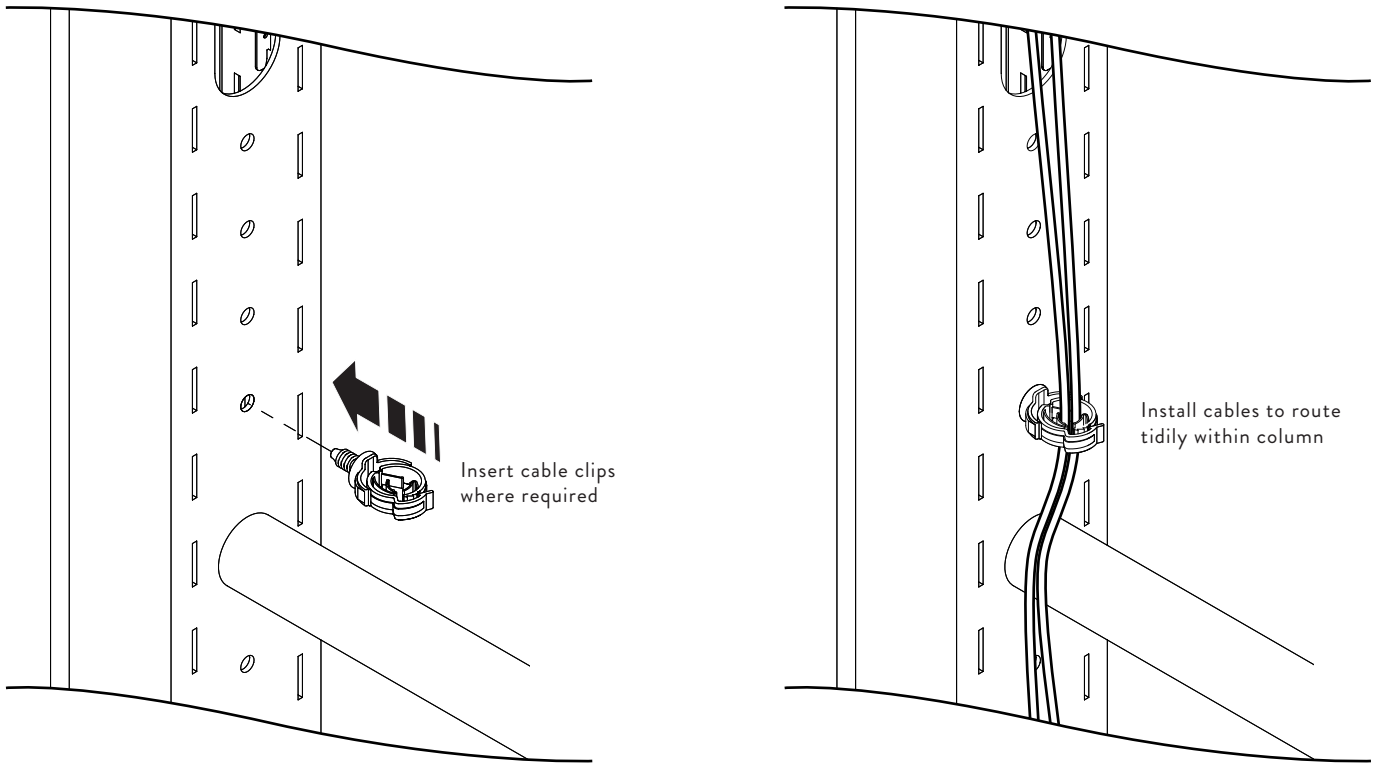 Insert cable clips
where required
Install cables to route
tidily within column